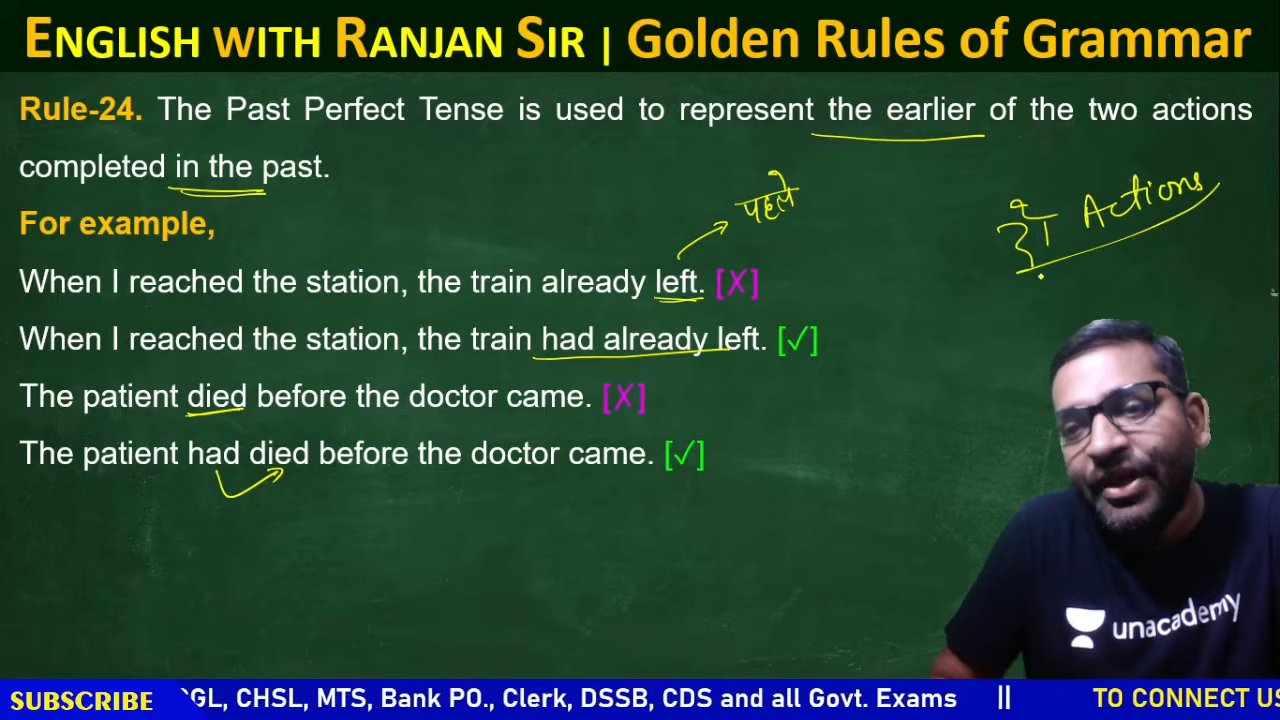 ENGLISH WITH RANJAN SIR | Golden Rules of Grammar
Rule-24. The Past Perfect Tense is used to represent the earlier of the two actions
completed in the past.
For example,
पहले
Actions
When I reached the station, the train already left. [X]
When I reached the station, the train had already left. [✓]
The patient died before the doctor came. [X]
The patient had died before the doctor came. [✓]
unacademy
SUBSCRIBE
GL, CHSL, MTS, Bank PO., Clerk, DSSB, CDS and all Govt. Exams || TO CONNECT US